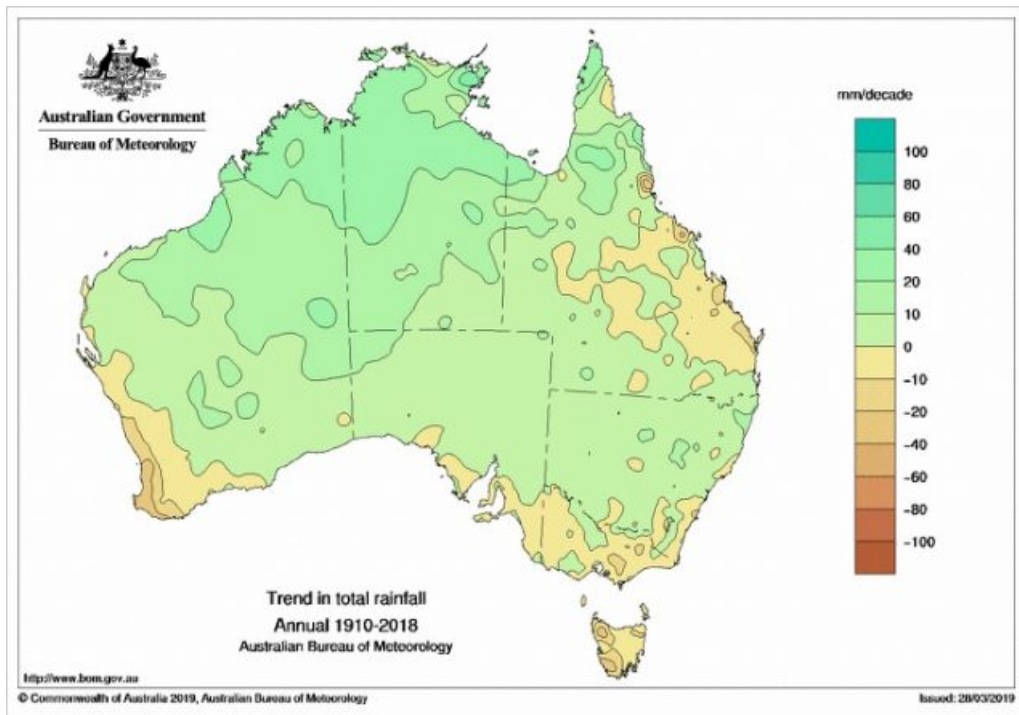 Australian Government
Bureau of Meteorology
mm/decade
100
80
60
40
20
10
0
-10
-20
-40
-60
-80
-100
Trend in total rainfall
Annual 1910-2018
Australian Bureau of Meteorology
http://www.bom.gov.au
© Commonwealth of Australia 2019, Australian Bureau of Meteorology
Issued: 28/03/2019